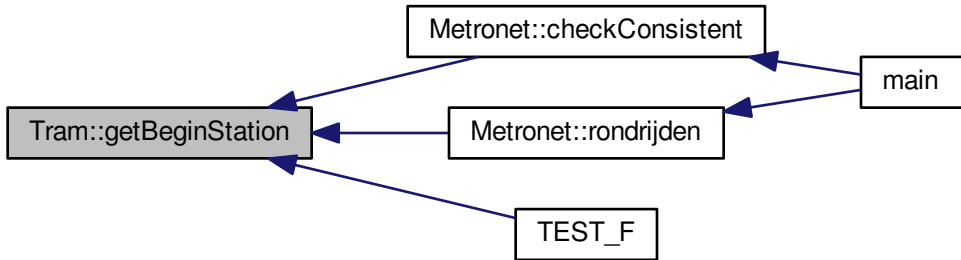 Metronet::checkConsistent
main
Tram::getBeginStation
Metronet::rondrijden
TEST_F